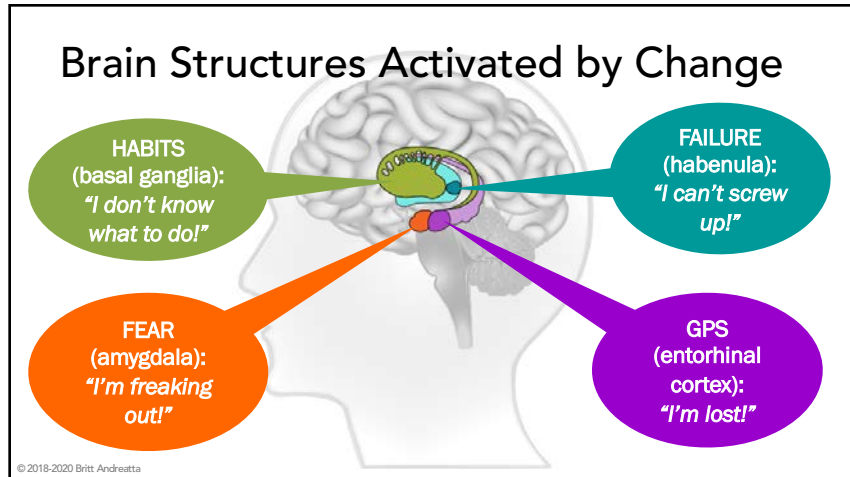 Brain Structures Activated by Change
HABITS
(basal ganglia):
“I don’t know
what to do!”
FAILURE
(habenula):
“I can’t screw
up!”
FEAR
(amygdala):
“I’m freaking
out!”
GPS
(entorhinal
cortex):
“I’m lost!”
© 2018-2020 Britt Andreatta